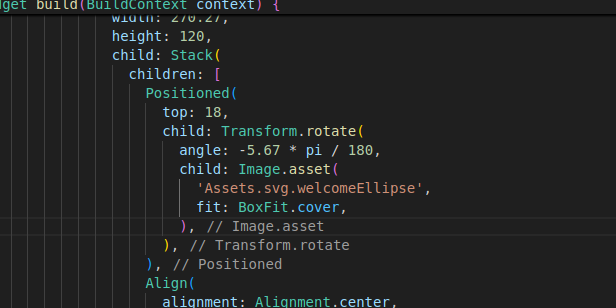 dget build(BuildContext context) {
width: 270.27,
height: 120,
child: Stack(
children: [
Positioned(
top: 18,
child: Transform.rotate(
angle: -5.67 * pi / 180,
child: Image.asset(
'Assets.svg.welcomeEllipse',
fit: BoxFit.cover,
), // Image.asset
), // Transform.rotate
), // Positioned
Align(
alignment: Alignment.center,